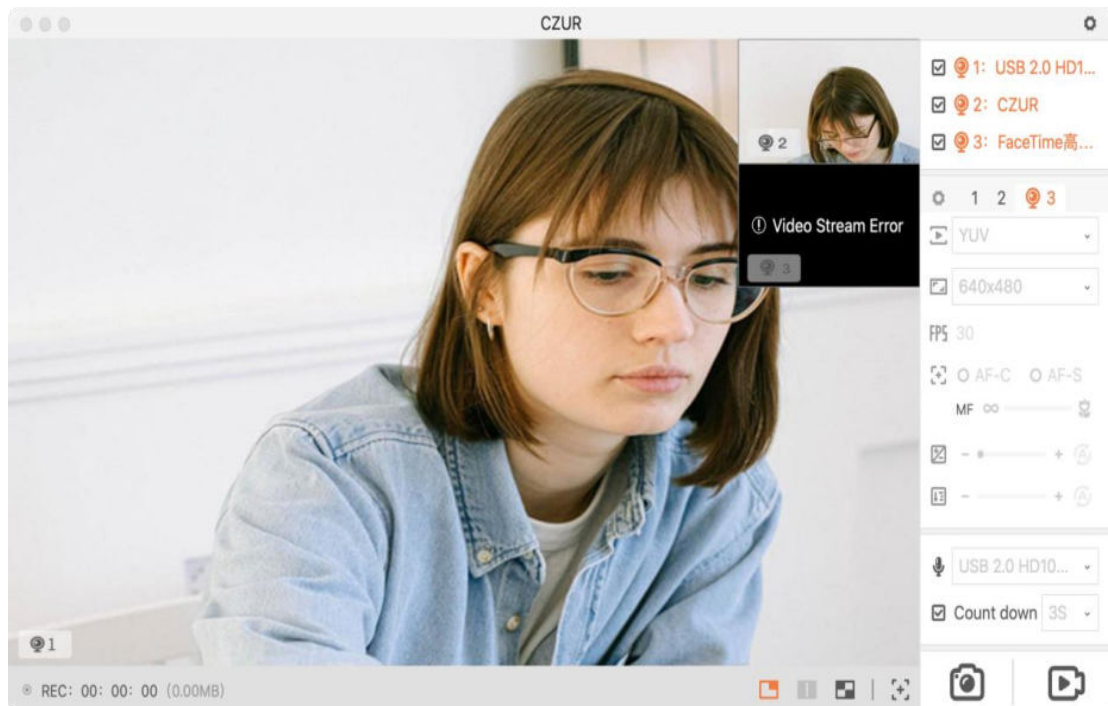 CZUR
1: USB 2.0 HD1...
2: CZUR
3: FaceTime高...
2
Video Stream Error
3
1 2 3
YUV
640x480
FPS 30
AF-C AF-S
MF ∞
- + A
- + A
USB 2.0 HD10...
Count down 3S
1
REC: 00: 00: 00 (0.00MB)